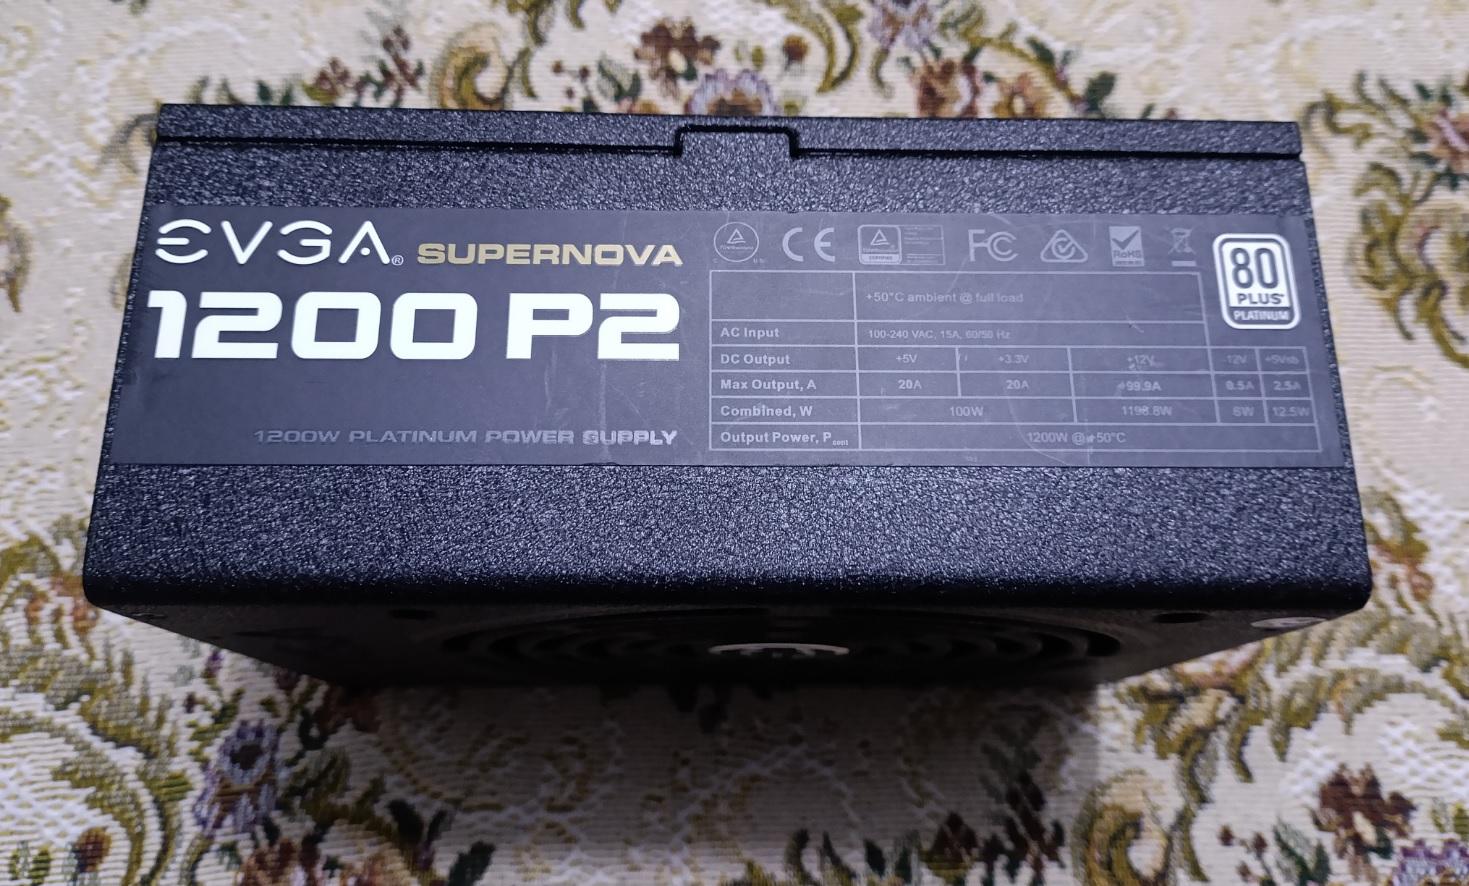 EVGA® SUPERNOVA
1200 P2
1200W PLATINUM POWER SUPPLY
CE FC RoHS
80 PLUS® PLATINUM
+50°C ambient @ full load
AC Input 100-240 VAC, 15A, 60/50 Hz
DC Output +5V +3.3V +12V -12V +5Vsb
Max Output, A 20A 20A 99.9A 0.5A 2.5A
Combined, W 100W 1198.8W 6W 12.5W
Output Power, Pcont 1200W @ +50°C